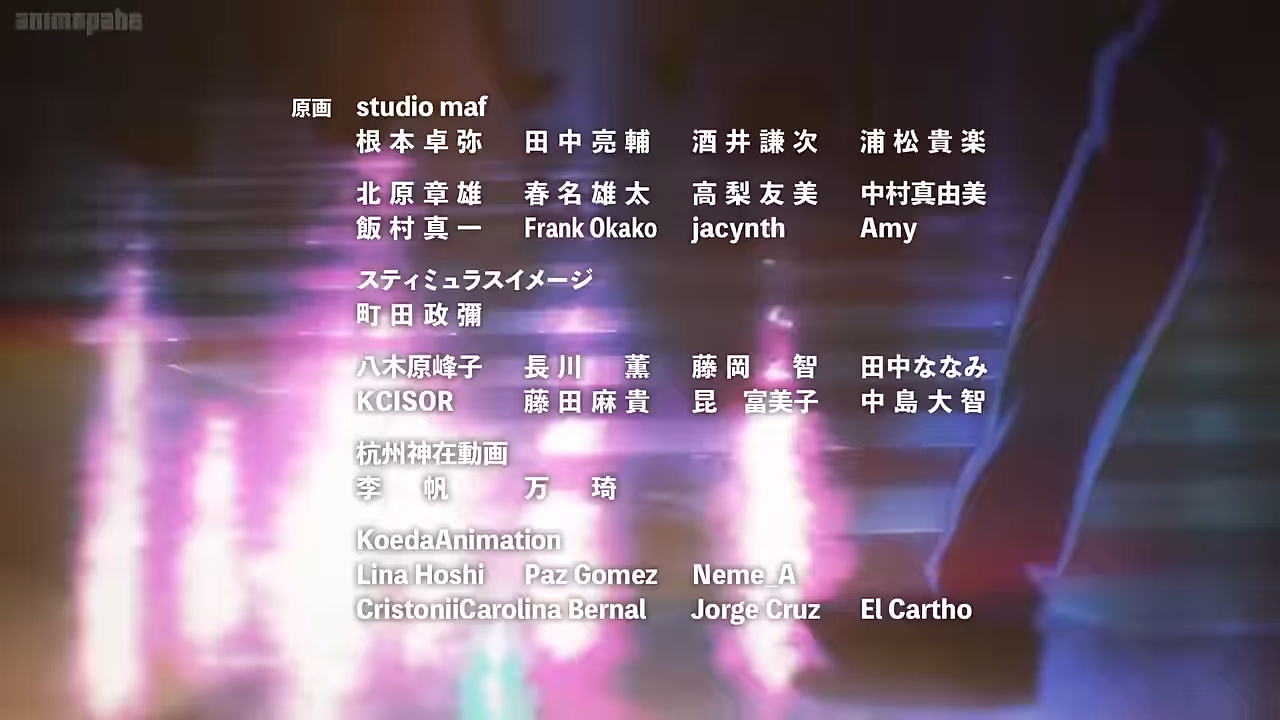 animepahe
原画 studio maf
根本卓弥 田中亮輔 酒井謙次 浦松貴楽
北原章雄 春名雄太 高梨友美 中村真由美
飯村真一 Frank Okako jacynth Amy
スティミュラスイメージ
町田政彌
八木原峰子 長川 薫 藤岡 智 田中ななみ
KCISOR 藤田麻貴 昆 富美子 中島大智
杭州神在動画
李 帆 万 琦
KoedaAnimation
Lina Hoshi Paz Gomez Neme_A
CristoniiCarolina Bernal Jorge Cruz El Cartho